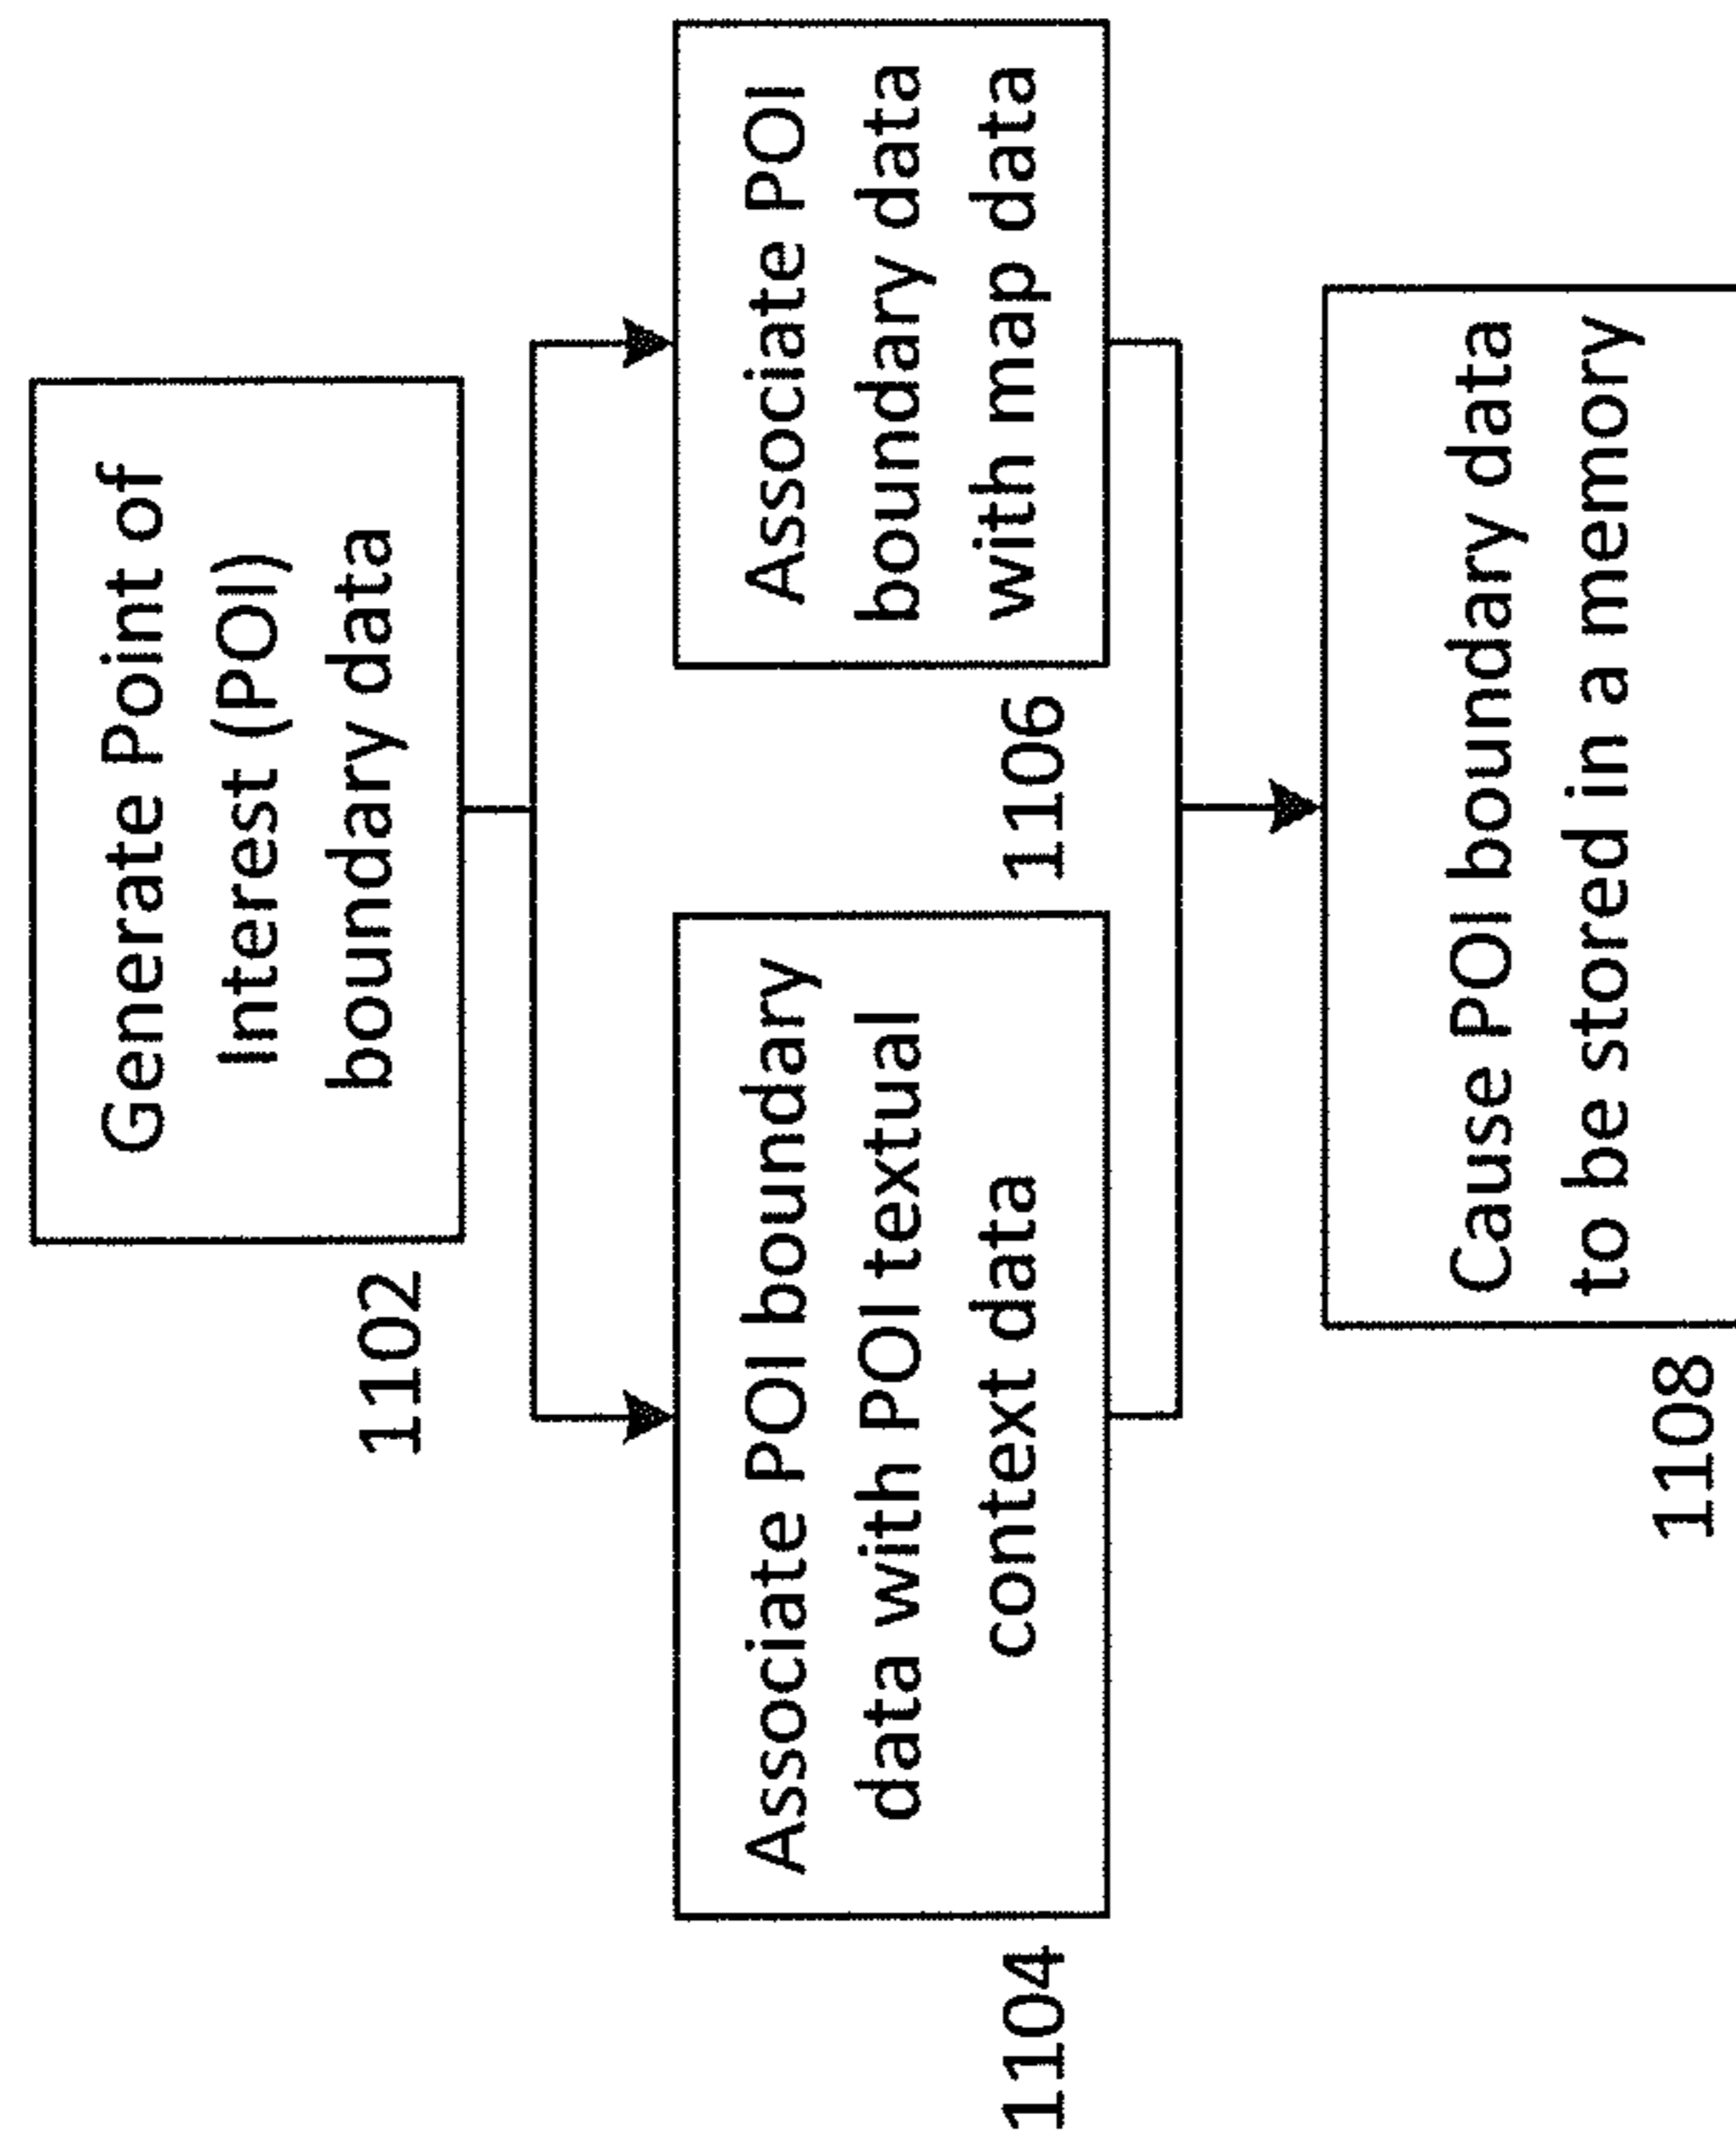 Generate Point of
Interest (POI)
boundary data
1102
Associate POI boundary
data with POI textual
context data
1104
Associate POI
boundary data
with map data
1106
Cause POI boundary data
to be stored in a memory
1108